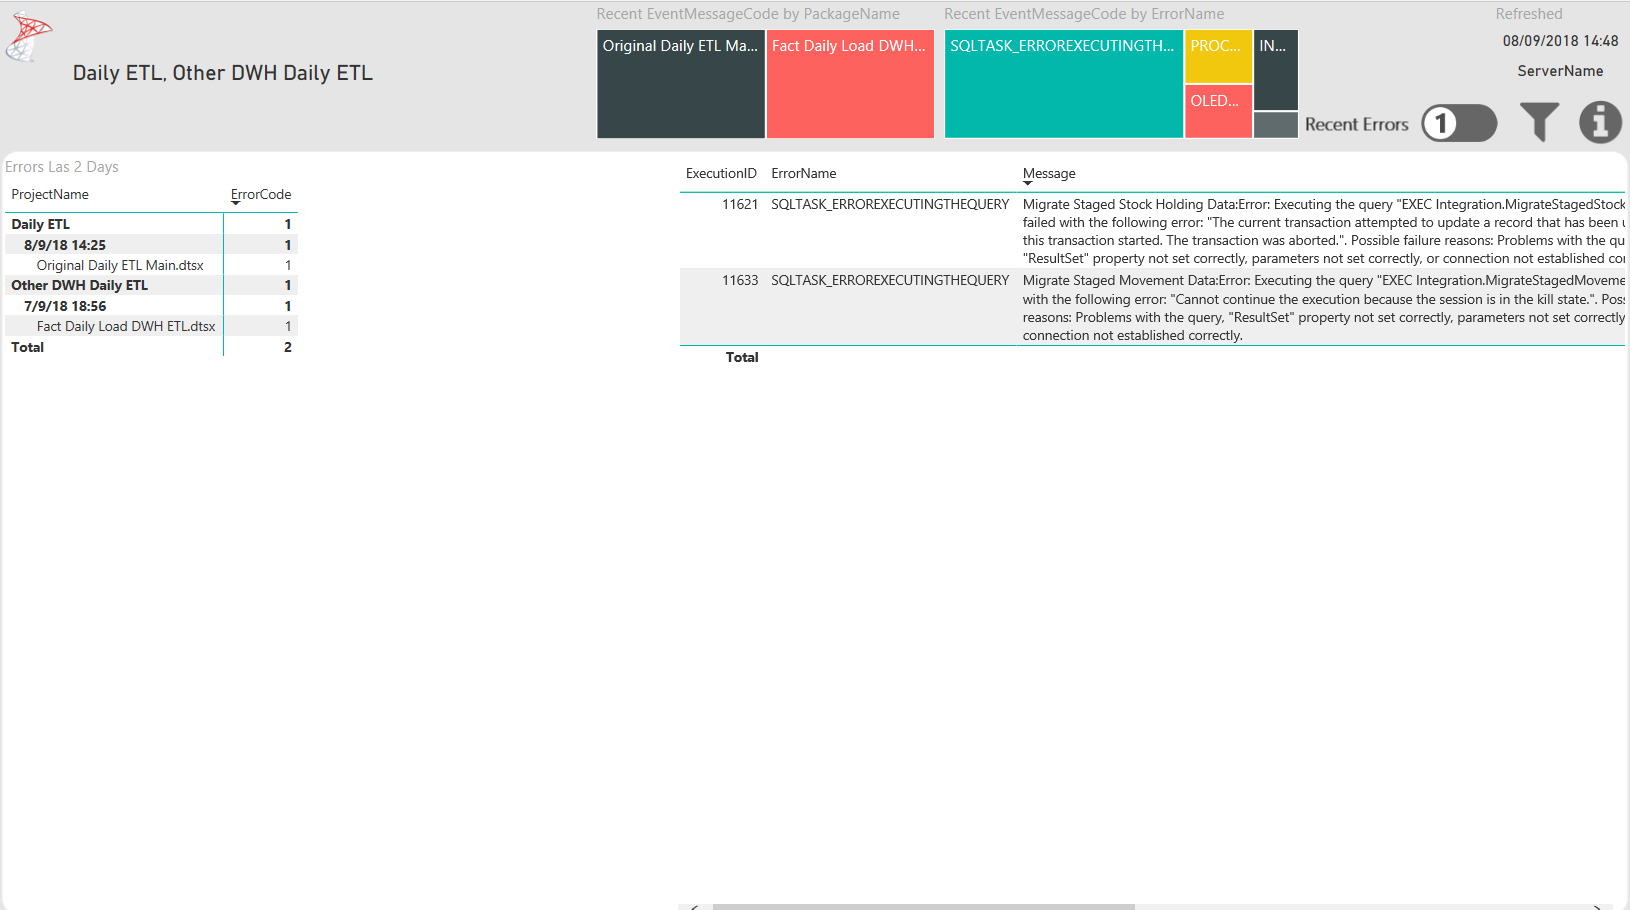 Daily ETL, Other DWH Daily ETL
Recent EventMessageCode by PackageName
Original Daily ETL Ma...
Fact Daily Load DWH...
Recent EventMessageCode by ErrorName
SQLTASK_ERROREXECUTINGTH...
PROC...
OLED...
IN...
Refreshed
08/09/2018 14:48
ServerName
Recent Errors 1
Errors Las 2 Days
ProjectName ErrorCode
Daily ETL 1
8/9/18 14:25 1
Original Daily ETL Main.dtsx 1
Other DWH Daily ETL 1
7/9/18 18:56 1
Fact Daily Load DWH ETL.dtsx 1
Total 2
ExecutionID ErrorName Message
11621 SQLTASK_ERROREXECUTINGTHEQUERY Migrate Staged Stock Holding Data:Error: Executing the query "EXEC Integration.MigrateStagedStock
failed with the following error: "The current transaction attempted to update a record that has been
this transaction started. The transaction was aborted.". Possible failure reasons: Problems with the qu
"ResultSet" property not set correctly, parameters not set correctly, or connection not established co
11633 SQLTASK_ERROREXECUTINGTHEQUERY Migrate Staged Movement Data:Error: Executing the query "EXEC Integration.MigrateStagedMoveme
with the following error: "Cannot continue the execution because the session is in the kill state.". Pos
reasons: Problems with the query, "ResultSet" property not set correctly, parameters not set correctly
connection not established correctly.
Total